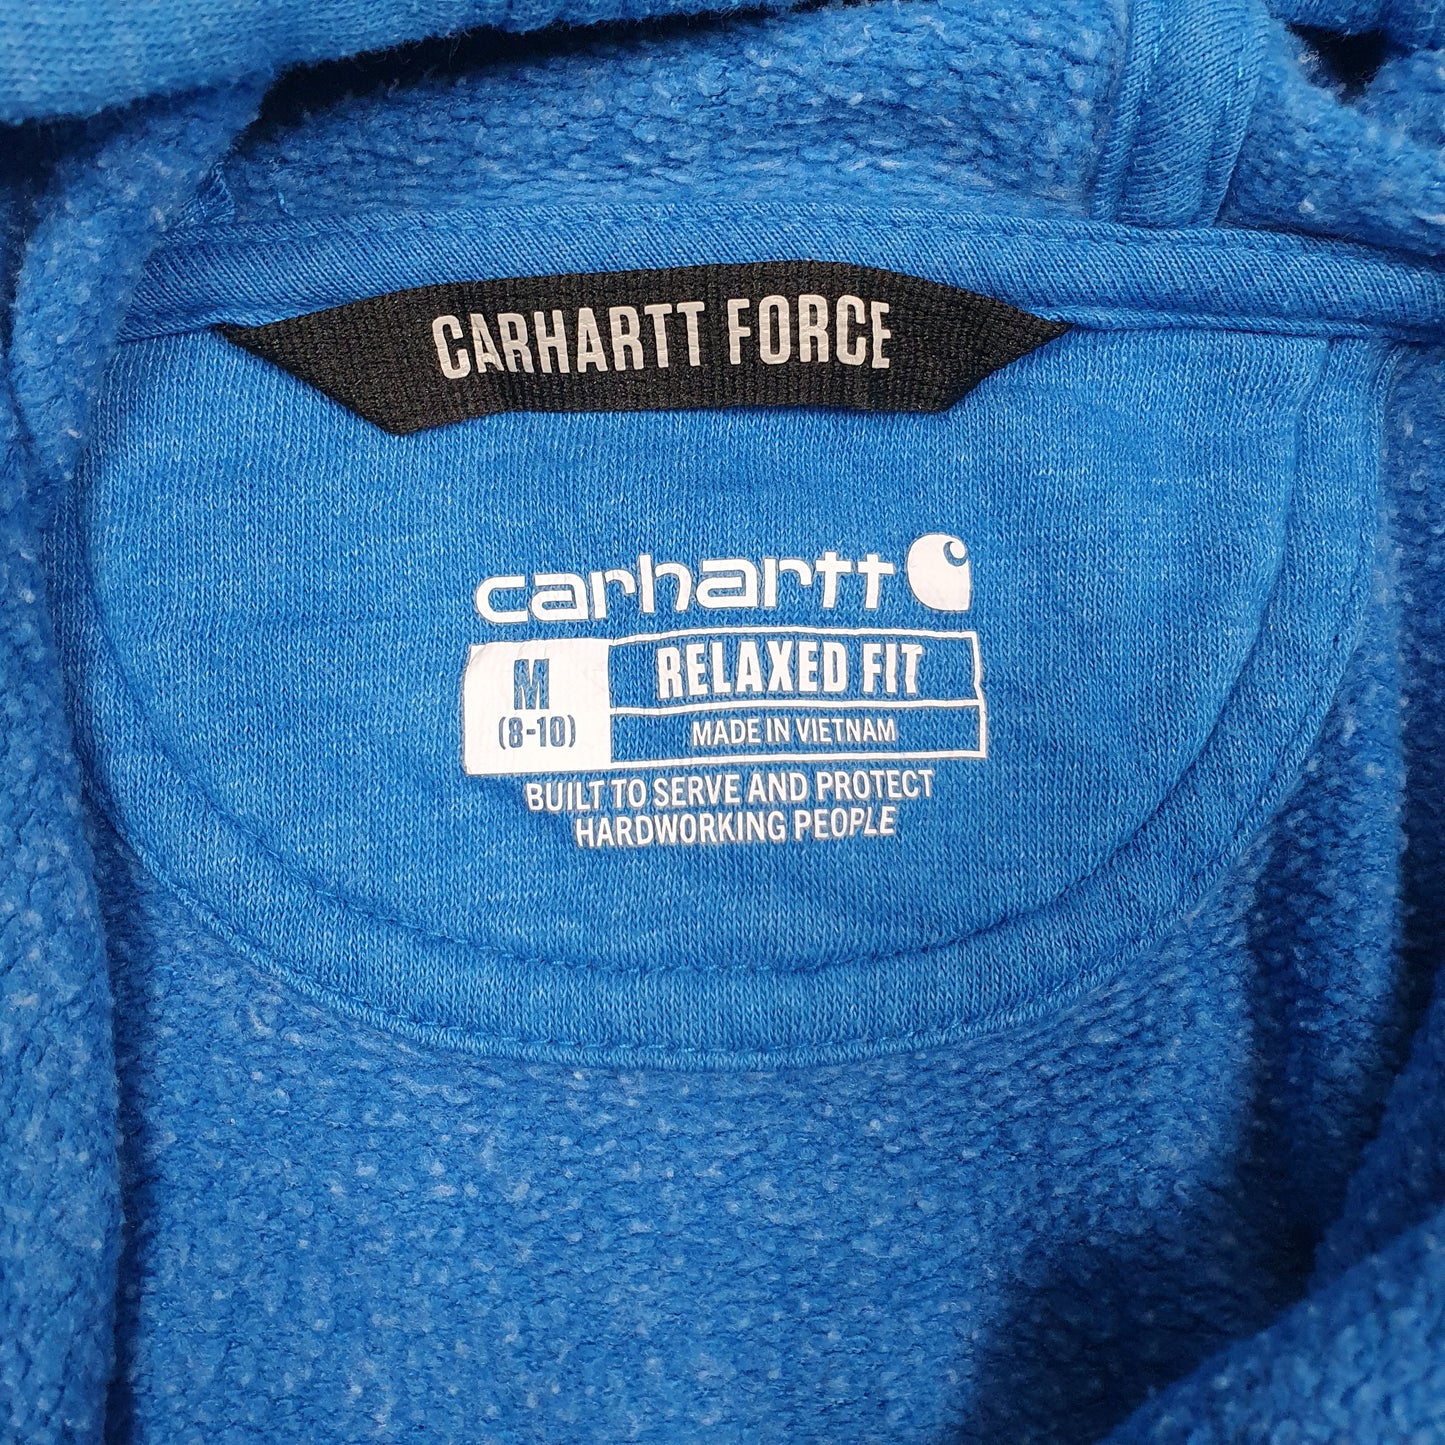 CARHARTT FORCE
carhartt
M
(8-10)
RELAXED FIT
MADE IN VIETNAM
BUILT TO SERVE AND PROTECT
HARDWORKING PEOPLE